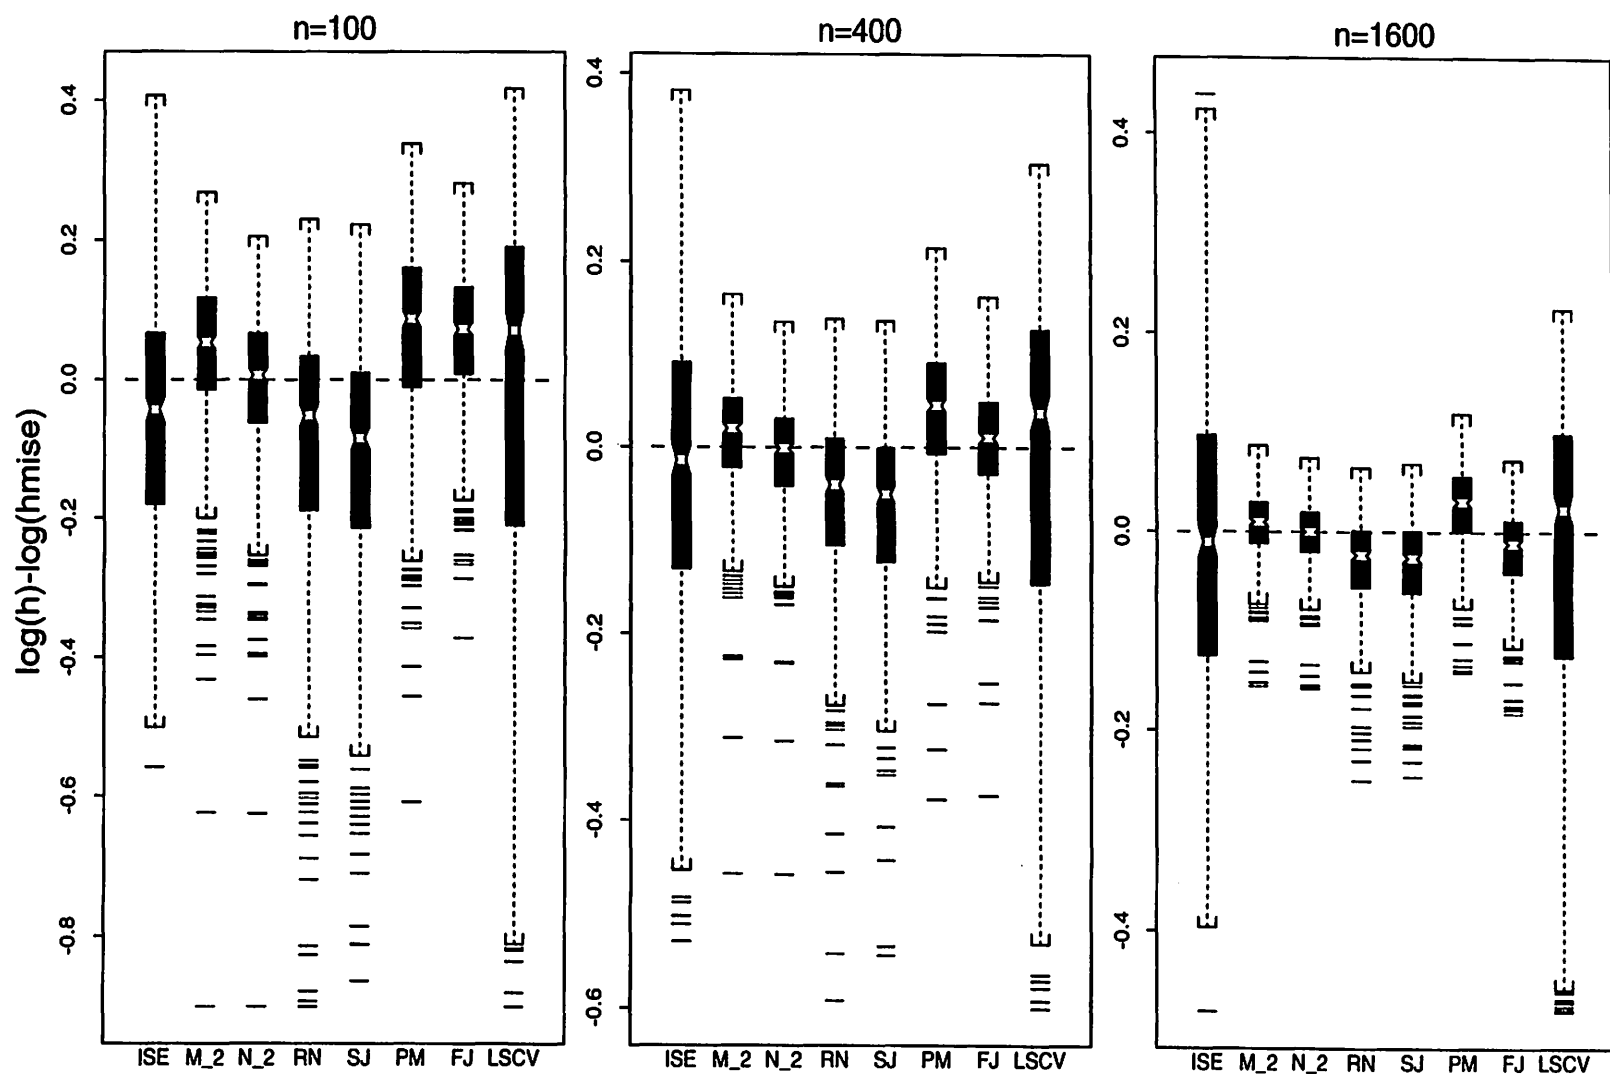 n=100
n=400
n=1600
log(h)-log(hmise)
0.4
0.2
0.0
-0.2
-0.4
-0.6
-0.8
ISE M_2 N_2 RN SJ PM FJ LSCV
0.4
0.2
0.0
-0.2
-0.4
-0.6
ISE M_2 N_2 RN SJ PM FJ LSCV
0.4
0.2
0.0
-0.2
-0.4
ISE M_2 N_2 RN SJ PM FJ LSCV